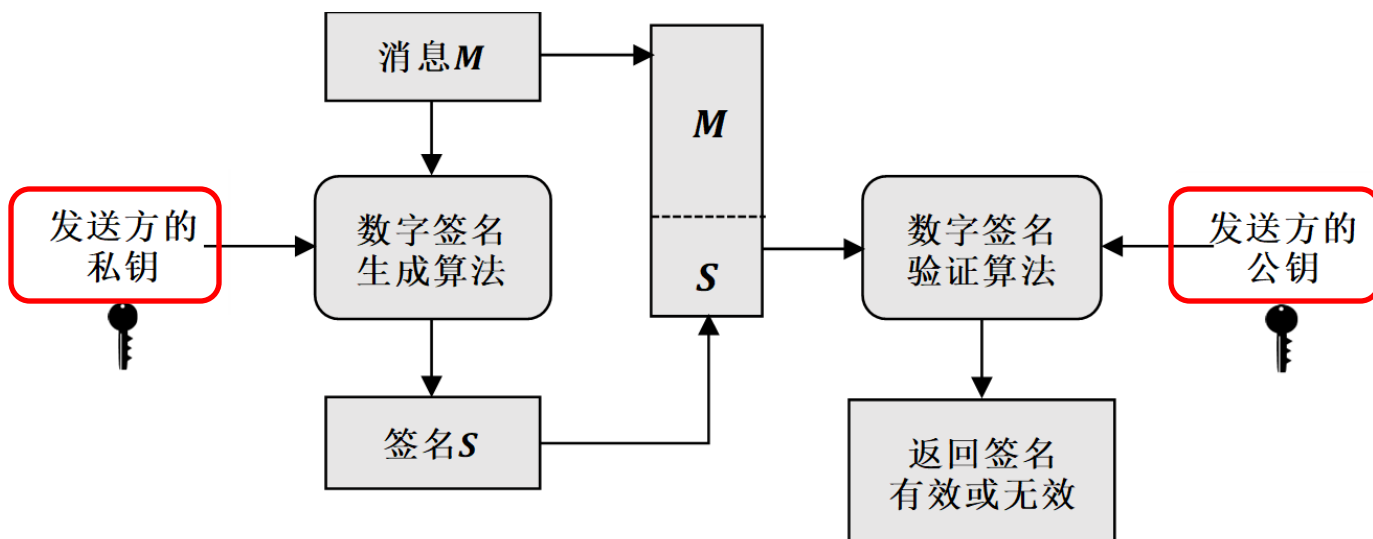 消息M
M
发送方的
私钥
数字签名
生成算法
S
数字签名
验证算法
发送方的
公钥
签名S
返回签名
有效或无效